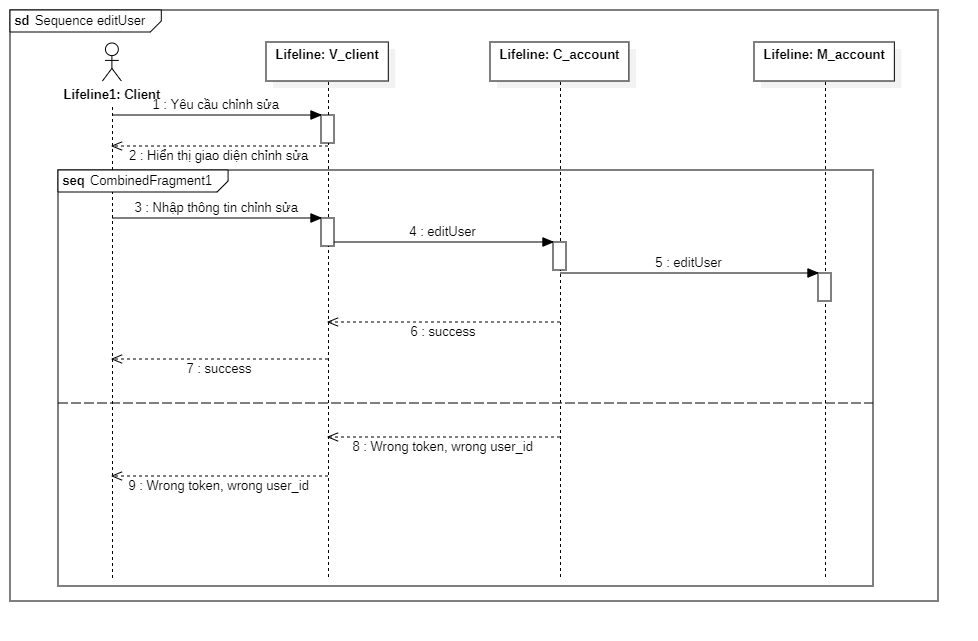 sd Sequence editUser
Lifeline: V_client
Lifeline: C_account
Lifeline: M_account
Lifeline1: Client
1 : Yêu cầu chỉnh sửa
2 : Hiển thị giao diện chỉnh sửa
seq CombinedFragment1
3 : Nhập thông tin chỉnh sửa
4 : editUser
5 : editUser
6 : success
7 : success
8 : Wrong token, wrong user_id
9 : Wrong token, wrong user_id